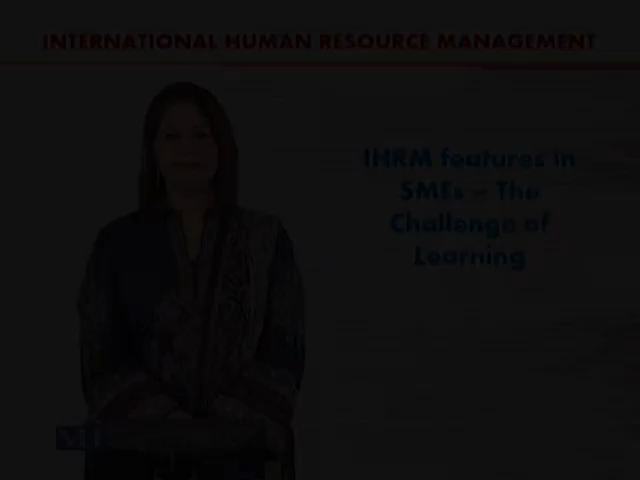 INTERNATIONAL HUMAN RESOURCE MANAGEMENT
IHRM features in
SMEs – The
Challenge of
Learning